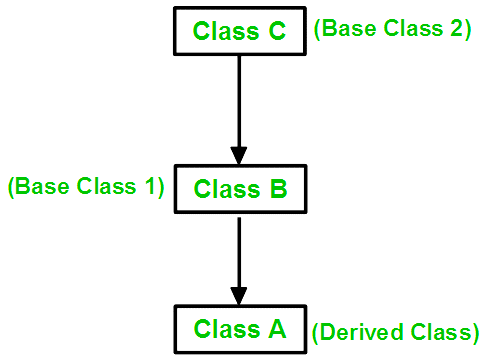 Class C (Base Class 2)
(Base Class 1) Class B
Class A (Derived Class)